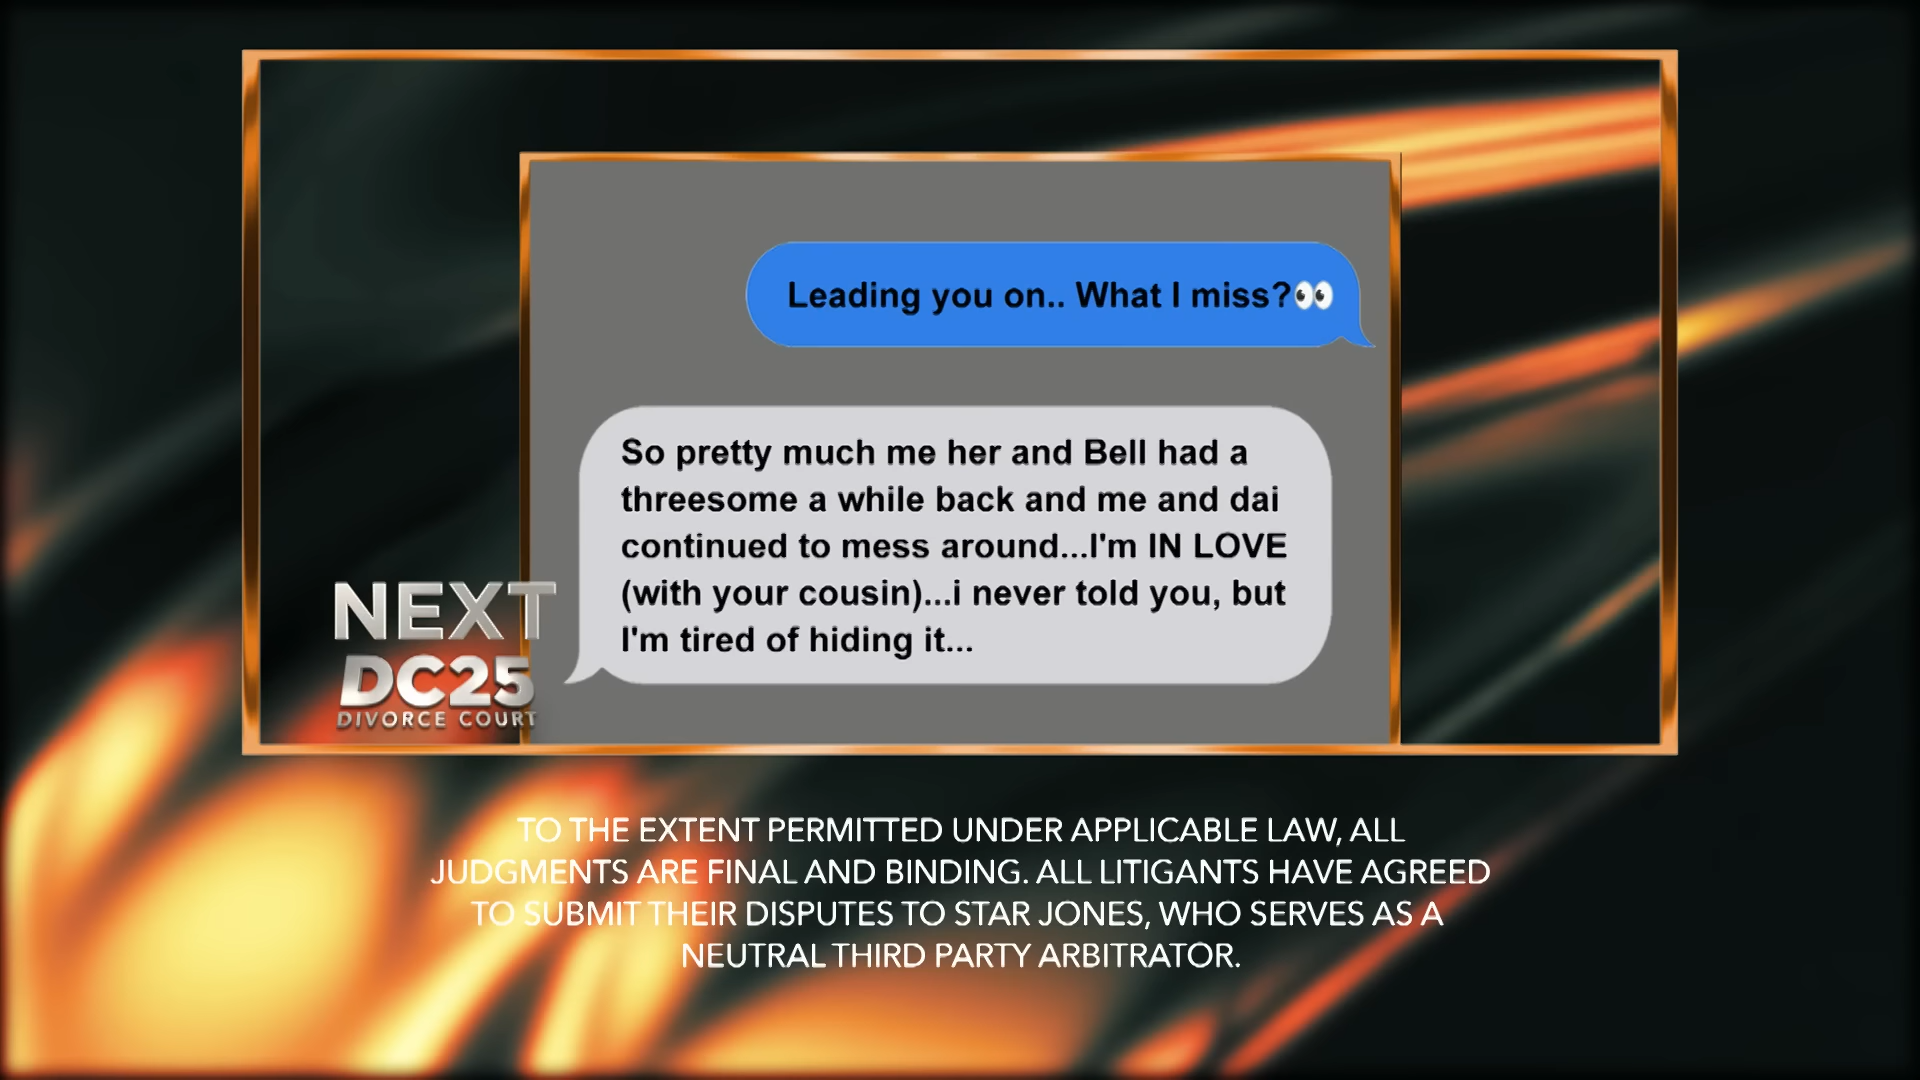 Leading you on.. What I miss?👀
So pretty much me her and Bell had a
threesome a while back and me and dai
continued to mess around...I'm IN LOVE
(with your cousin)...i never told you, but
I'm tired of hiding it...
NEXT
DC25
DIVORCE COURT
TO THE EXTENT PERMITTED UNDER APPLICABLE LAW, ALL
JUDGMENTS ARE FINAL AND BINDING. ALL LITIGANTS HAVE AGREED
TO SUBMIT THEIR DISPUTES TO STAR JONES, WHO SERVES AS A
NEUTRAL THIRD PARTY ARBITRATOR.